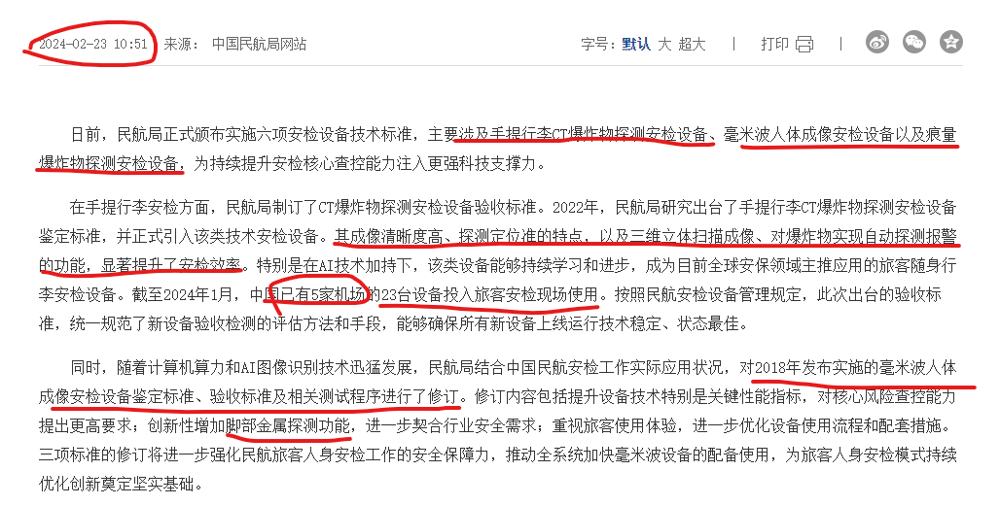 2024-02-23 10:51 来源： 中国民航局网站 字号：默认 大 超大 | 打印 |
日前，民航局正式颁布实施六项安检设备技术标准，主要涉及手提行李CT爆炸物探测安检设备、毫米波人体成像安检设备以及痕量
爆炸物探测安检设备，为持续提升安检核心查控能力注入更强科技支撑力。
在手提行李安检方面，民航局制订了CT爆炸物探测安检设备验收标准。2022年，民航局研究出台了手提行李CT爆炸物探测安检设备
鉴定标准，并正式引入该类技术安检设备。其成像清晰度高、探测定位准的特点，以及三维立体扫描成像、对爆炸物实现自动探测报警
的功能，显著提升了安检效率。特别是在AI技术加持下，该类设备能够持续学习和进步，成为目前全球安保领域主推应用的旅客随身行
李安检设备。截至2024年1月，中国已有5家机场的23台设备投入旅客安检现场使用。按照民航安检设备管理规定，此次出台的验收标
准，统一规范了新设备验收检测的评估方法和手段，能够确保所有新设备上线运行技术稳定、状态最佳。
同时，随着计算机算力和AI图像识别技术迅猛发展，民航局结合中国民航安检工作实际应用状况，对2018年发布实施的毫米波人体
成像安检设备鉴定标准、验收标准及相关测试程序进行了修订。修订内容包括提升设备技术特别是关键性能指标，对核心风险查控能力
提出更高要求；创新性增加脚部金属探测功能，进一步契合行业安全需求；重视旅客使用体验，进一步优化设备使用流程和配套措施。
三项标准的修订将进一步强化民航旅客人身安检工作的安全保障力，推动全系统加快毫米波设备的配备使用，为旅客人身安检模式持续
优化创新奠定坚实基础。